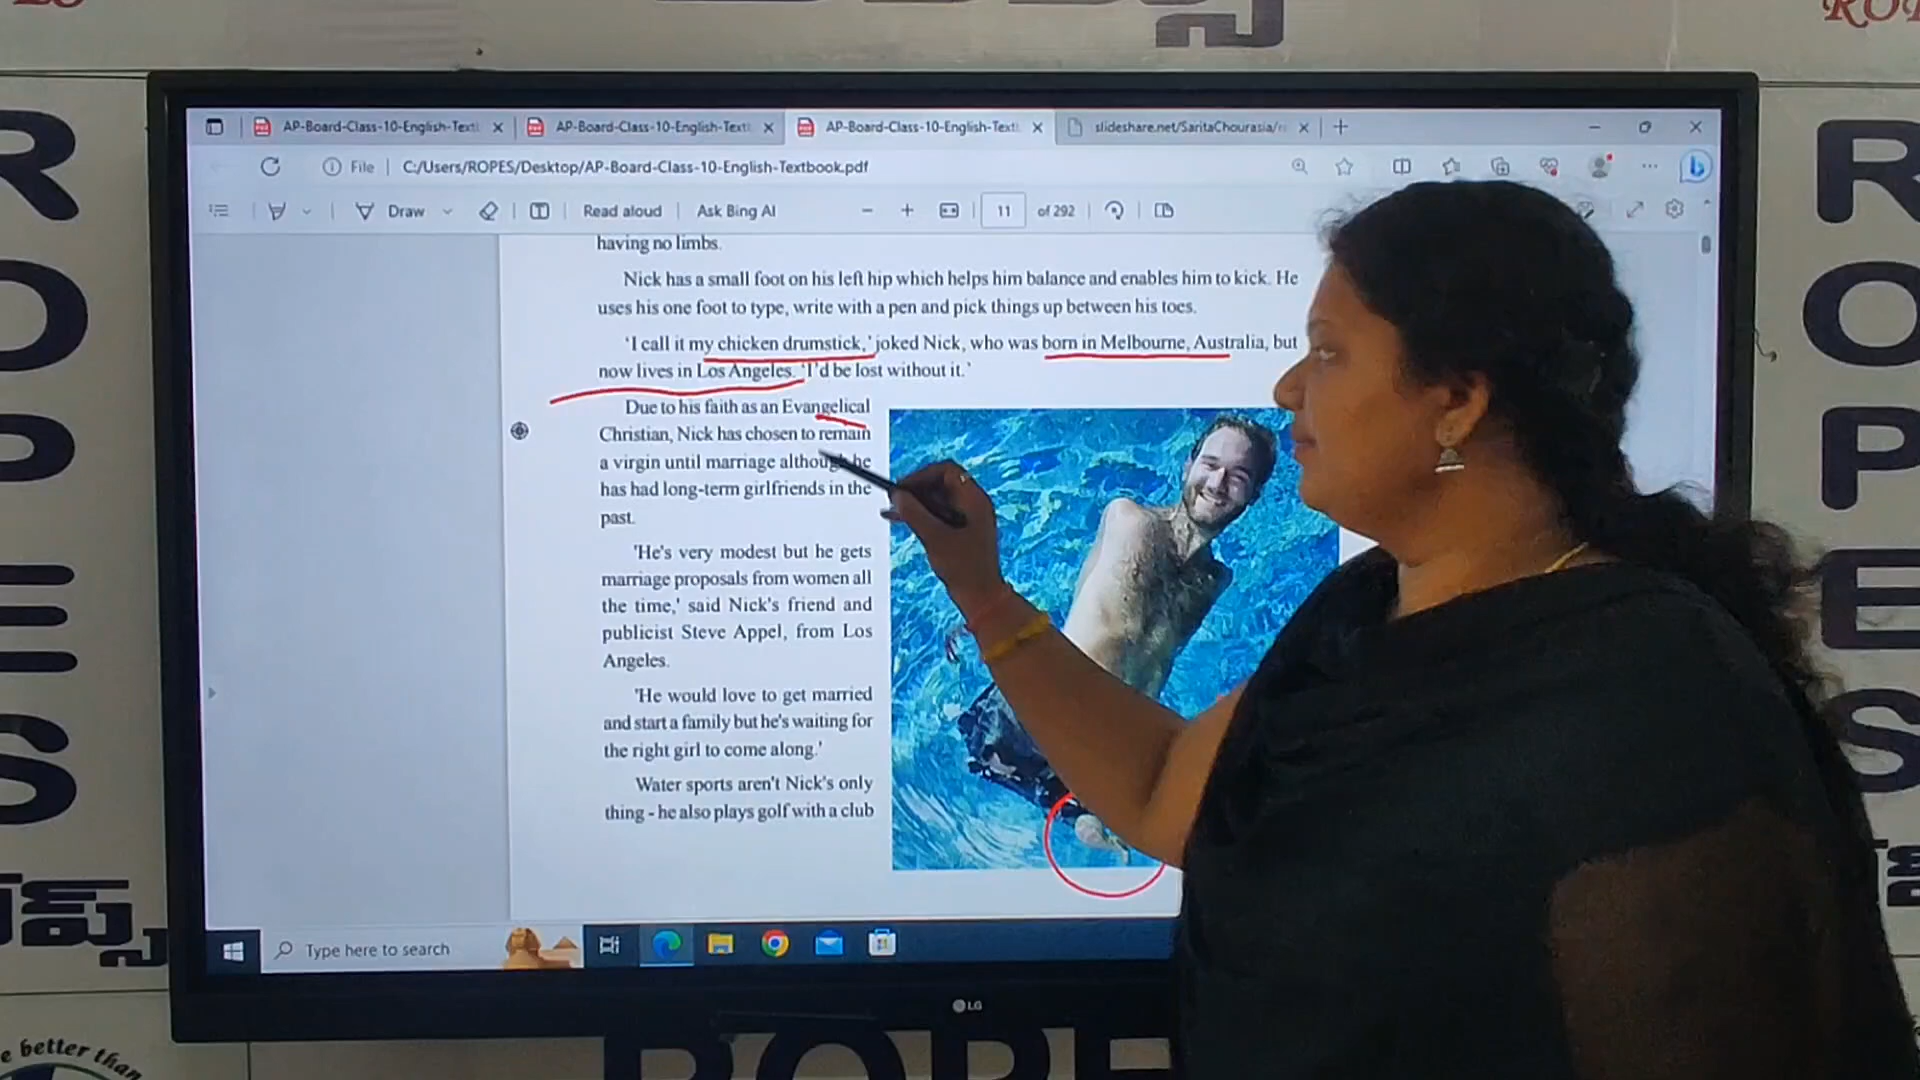 AP-Board-Class-10-English-Textb
AP-Board-Class-10-English-Textb
AP-Board-Class-10-English-Textb
slideshare.net/SaritaChourasia/r
File
C:/Users/ROPES/Desktop/AP-Board-Class-10-English-Textbook.pdf
Draw
Read aloud
Ask Bing AI
11
of 292
having no limbs.
Nick has a small foot on his left hip which helps him balance and enables him to kick. He
uses his one foot to type, write with a pen and pick things up between his toes.
'I call it my chicken drumstick,' joked Nick, who was born in Melbourne, Australia, but
now lives in Los Angeles. 'I'd be lost without it.'
Due to his faith as an Evangelical
Christian, Nick has chosen to remain
a virgin until marriage although he
has had long-term girlfriends in the
past.
'He's very modest but he gets
marriage proposals from women all
the time,' said Nick's friend and
publicist Steve Appel, from Los
Angeles.
'He would love to get married
and start a family but he's waiting for
the right girl to come along.'
Water sports aren't Nick's only
thing - he also plays golf with a club
Type here to search
LG
ROPES
ROPES
better than